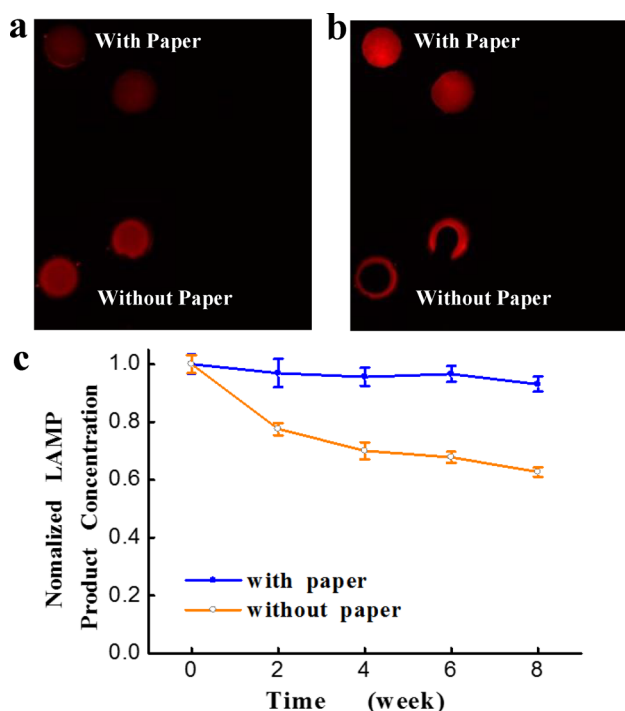 a
With Paper
Without Paper
b
With Paper
Without Paper
c
Nomalized LAMP
Product Concentration
1.0
0.8
0.6
0.4
0.2
0.0
with paper
without paper
0 2 4 6 8
Time (week)